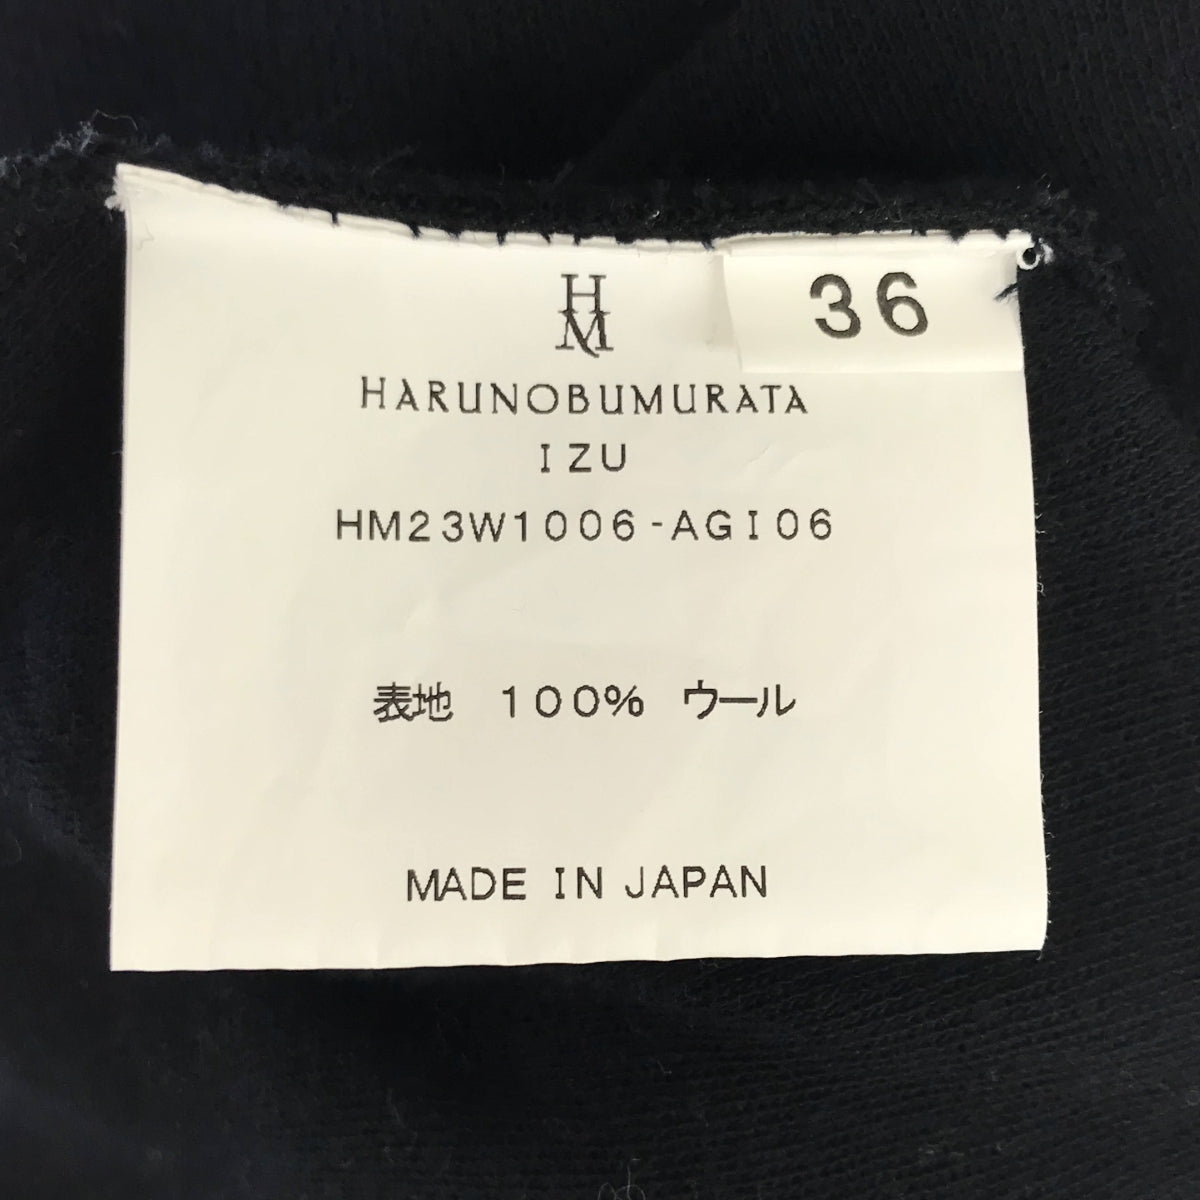 HM
36
HARUNOBUMURATA
IZU
HM23W1006-AGI06
表地 100% ウール
MADE IN JAPAN